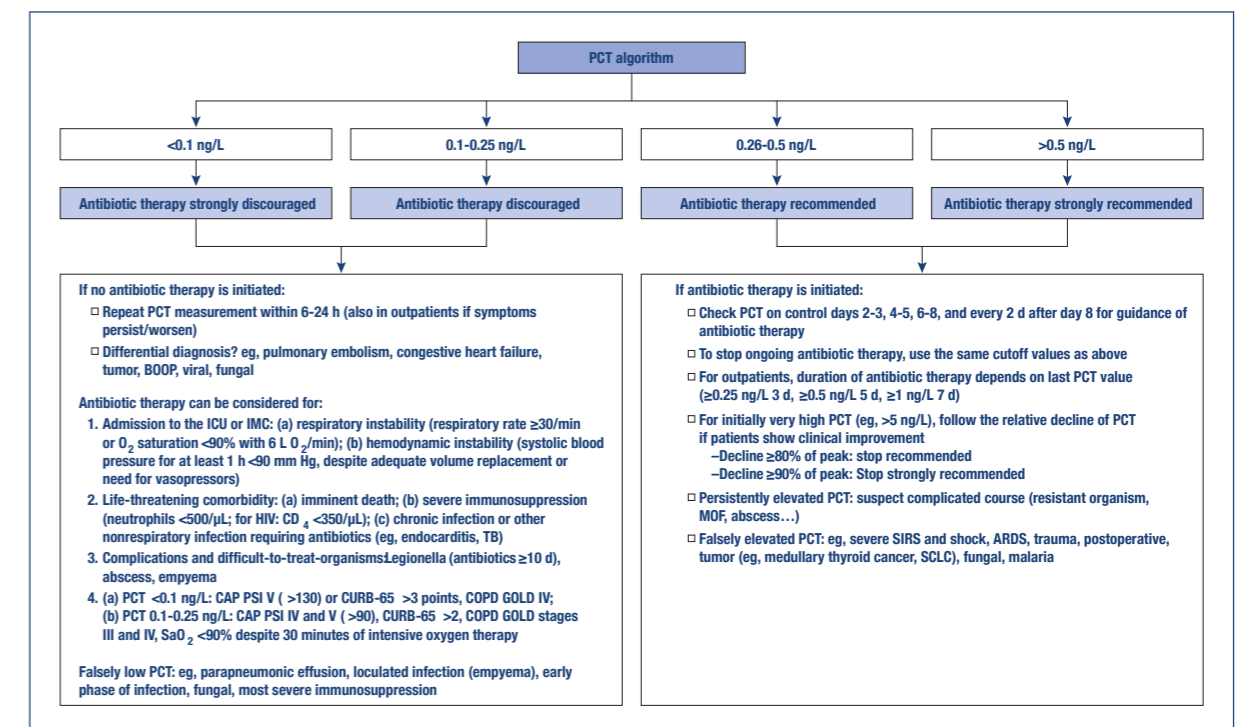 PCT algorithm
<0.1 ng/L
0.1-0.25 ng/L
0.26-0.5 ng/L
>0.5 ng/L
Antibiotic therapy strongly discouraged
Antibiotic therapy discouraged
Antibiotic therapy recommended
Antibiotic therapy strongly recommended
If no antibiotic therapy is initiated:
□ Repeat PCT measurement within 6-24 h (also in outpatients if symptoms
persist/worsen)
□ Differential diagnosis? eg, pulmonary embolism, congestive heart failure,
tumor, BOOP, viral, fungal
Antibiotic therapy can be considered for:
1. Admission to the ICU or IMC: (a) respiratory instability (respiratory rate ≥30/min
or O2 saturation <90% with 6 L O2/min); (b) hemodynamic instability (systolic blood
pressure for at least 1 h <90 mm Hg, despite adequate volume replacement or
need for vasopressors)
2. Life-threatening comorbidity: (a) imminent death; (b) severe immunosuppression
(neutrophils <500/µL; for HIV: CD4 <350/µL); (c) chronic infection or other
nonrespiratory infection requiring antibiotics (eg, endocarditis, TB)
3. Complications and difficult-to-treat-organisms:Legionella (antibiotics ≥10 d),
abscess, empyema
4. (a) PCT <0.1 ng/L: CAP PSI V ( >130) or CURB-65 >3 points, COPD GOLD IV;
(b) PCT 0.1-0.25 ng/L: CAP PSI IV and V ( >90), CURB-65 >2, COPD GOLD stages
III and IV, SaO2 <90% despite 30 minutes of intensive oxygen therapy
Falsely low PCT: eg, parapneumonic effusion, loculated infection (empyema), early
phase of infection, fungal, most severe immunosuppression
If antibiotic therapy is initiated:
□ Check PCT on control days 2-3, 4-5, 6-8, and every 2 d after day 8 for guidance of
antibiotic therapy
□ To stop ongoing antibiotic therapy, use the same cutoff values as above
□ For outpatients, duration of antibiotic therapy depends on last PCT value
(≥0.25 ng/L 3 d, ≥0.5 ng/L 5 d, ≥1 ng/L 7 d)
□ For initially very high PCT (eg, >5 ng/L), follow the relative decline of PCT
if patients show clinical improvement
–Decline ≥80% of peak: stop recommended
–Decline ≥90% of peak: Stop strongly recommended
□ Persistently elevated PCT: suspect complicated course (resistant organism,
MOF, abscess…)
□ Falsely elevated PCT: eg, severe SIRS and shock, ARDS, trauma, postoperative,
tumor (eg, medullary thyroid cancer, SCLC), fungal, malaria